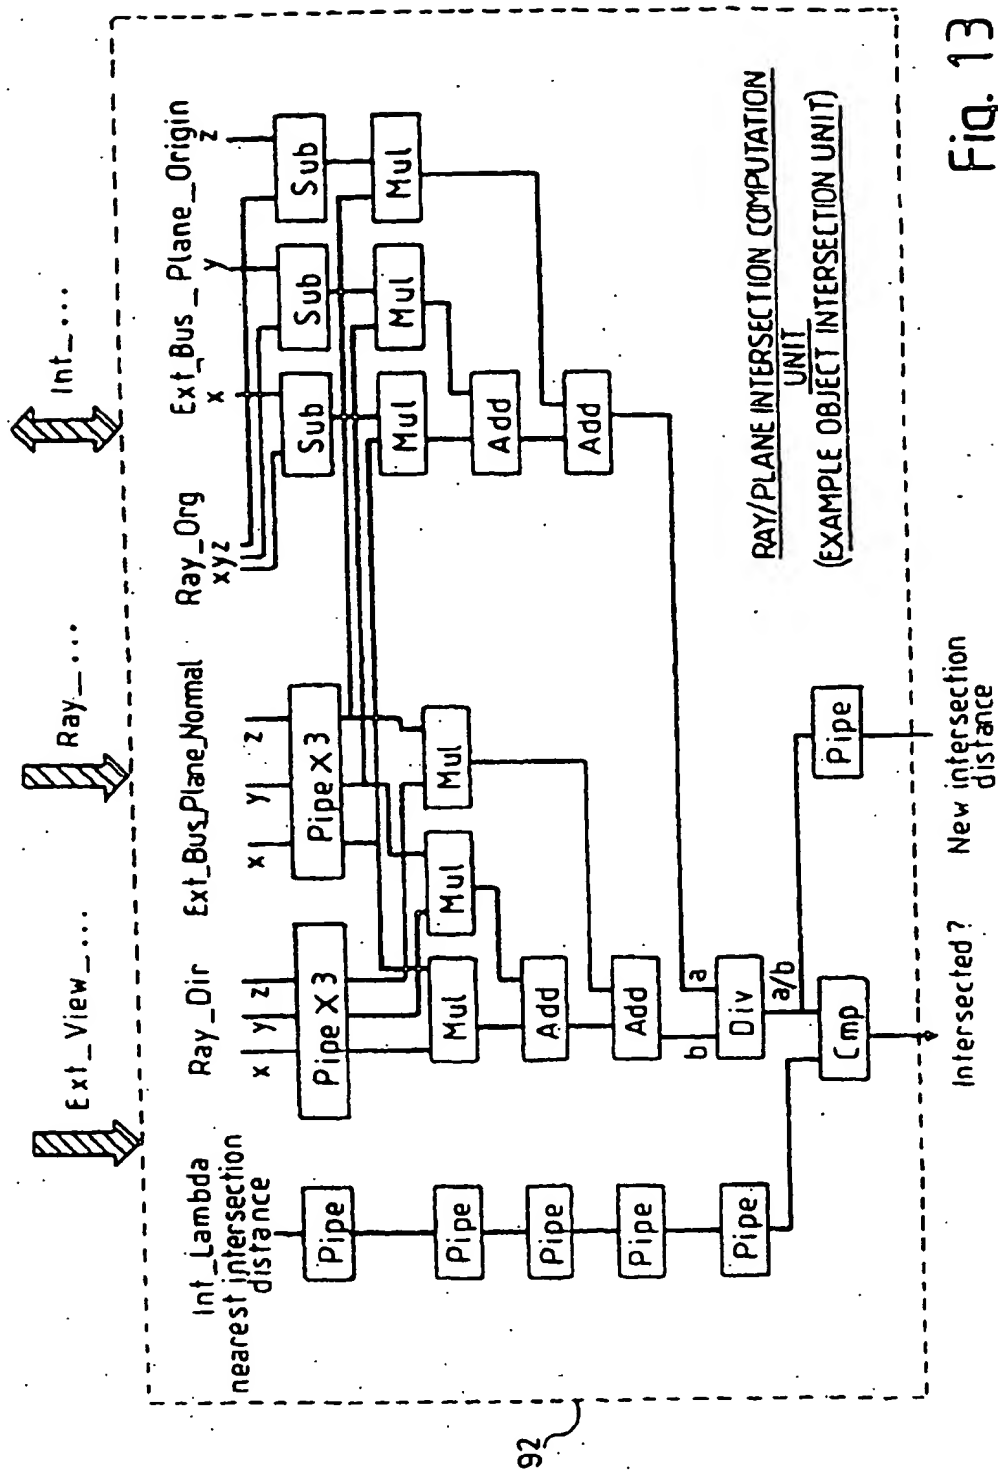 Ext_View_...
Ray_...
Int_...
Int_Lambda
nearest intersection
distance
Ray_Dir
x y z
Ext_Bus_Plane_Normal
x y z
Ray_Org
xyz
Ext_Bus_Plane_Origin
x y z
Pipe
Pipe X 3
Pipe X 3
Sub
Sub
Sub
Pipe
Mul
Mul
Mul
Mul
Mul
Mul
Pipe
Add
Add
Pipe
Add
Add
Pipe
b
a
Div
a/b
Cmp
Pipe
RAY/PLANE INTERSECTION COMPUTATION
UNIT
(EXAMPLE OBJECT INTERSECTION UNIT)
Intersected?
New intersection
distance
92
Fig. 13